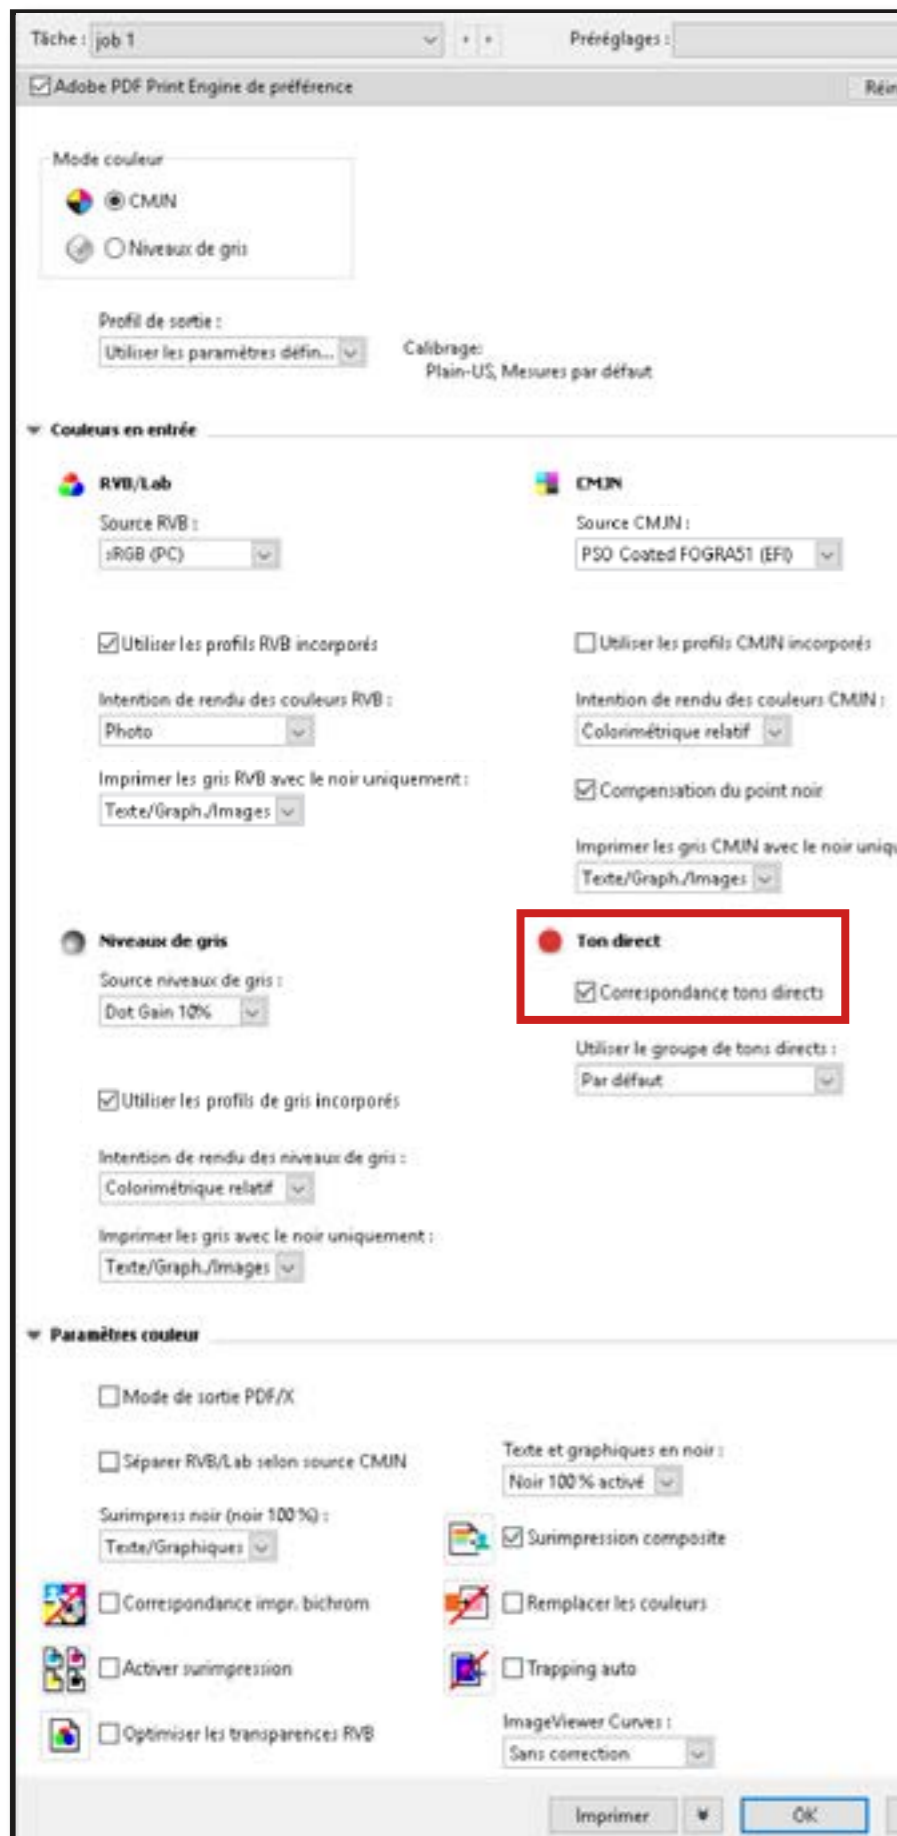 Tâche : job 1
Préréglages :
Adobe PDF Print Engine de préférence
Réin
Mode couleur
CMJN
Niveaux de gris
Profil de sortie :
Utiliser les paramètres défin...
Calibrage:
Plain-US, Mesures par défaut
Couleurs en entrée
RVB/Lab
Source RVB :
sRGB (PC)
Utiliser les profils RVB incorporés
Intention de rendu des couleurs RVB :
Photo
Imprimer les gris RVB avec le noir uniquement :
Texte/Graph./Images
CMJN
Source CMJN :
PSO Coated FOGRA51 (EFI)
Utiliser les profils CMJN incorporés
Intention de rendu des couleurs CMJN :
Colorimétrique relatif
Compensation du point noir
Imprimer les gris CMJN avec le noir uniqu
Texte/Graph./Images
Niveaux de gris
Source niveaux de gris :
Dot Gain 10%
Utiliser les profils de gris incorporés
Intention de rendu des niveaux de gris :
Colorimétrique relatif
Imprimer les gris avec le noir uniquement :
Texte/Graph./Images
Ton direct
Correspondance tons directs
Utiliser le groupe de tons directs :
Par défaut
Paramètres couleur
Mode de sortie PDF/X
Séparer RVB/Lab selon source CMJN
Surimpress noir (noir 100 %) :
Texte/Graphiques
Correspondance impr. bichrom
Activer surimpression
Optimiser les transparences RVB
Texte et graphiques en noir :
Noir 100 % activé
Surimpression composite
Remplacer les couleurs
Trapping auto
ImageViewer Curves :
Sans correction
Imprimer
OK